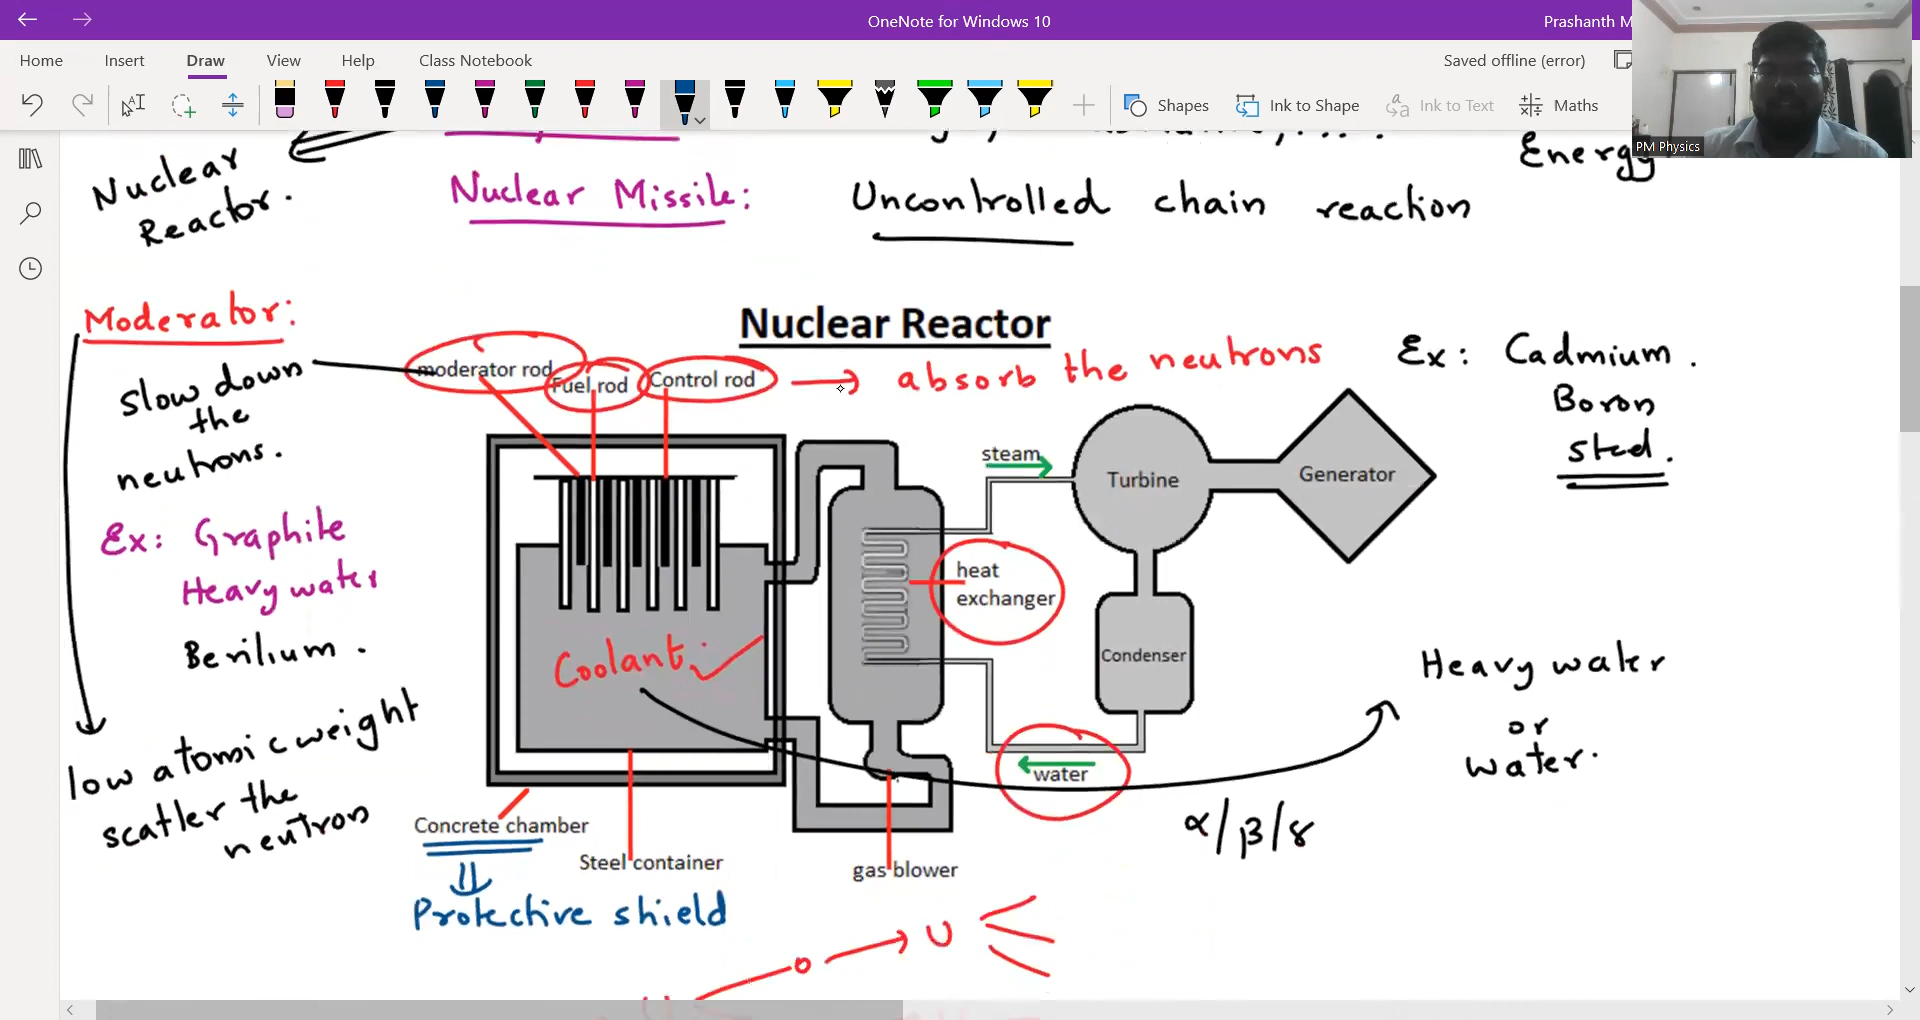 OneNote for Windows 10
Prashanth M
Home
Insert
Draw
View
Help
Class Notebook
Saved offline (error)
Shapes
Ink to Shape
Ink to Text
Maths
PM Physics
Nuclear
Reactor.
Energy
Nuclear Missile:
Uncontrolled chain reaction
Moderator:
slow down
the
neutrons.
Ex: Graphite
Heavy water
Berilium.
low atomic weight
scatter the
neutron
Nuclear Reactor
moderator rod
Fuel rod
Control rod
absorb the neutrons
Ex: Cadmium.
Boron
steel.
steam
Turbine
Generator
heat
exchanger
Condenser
Coolant
water
Heavy water
or
water.
α/β/γ
Concrete chamber
Steel container
gas blower
Protective shield
U